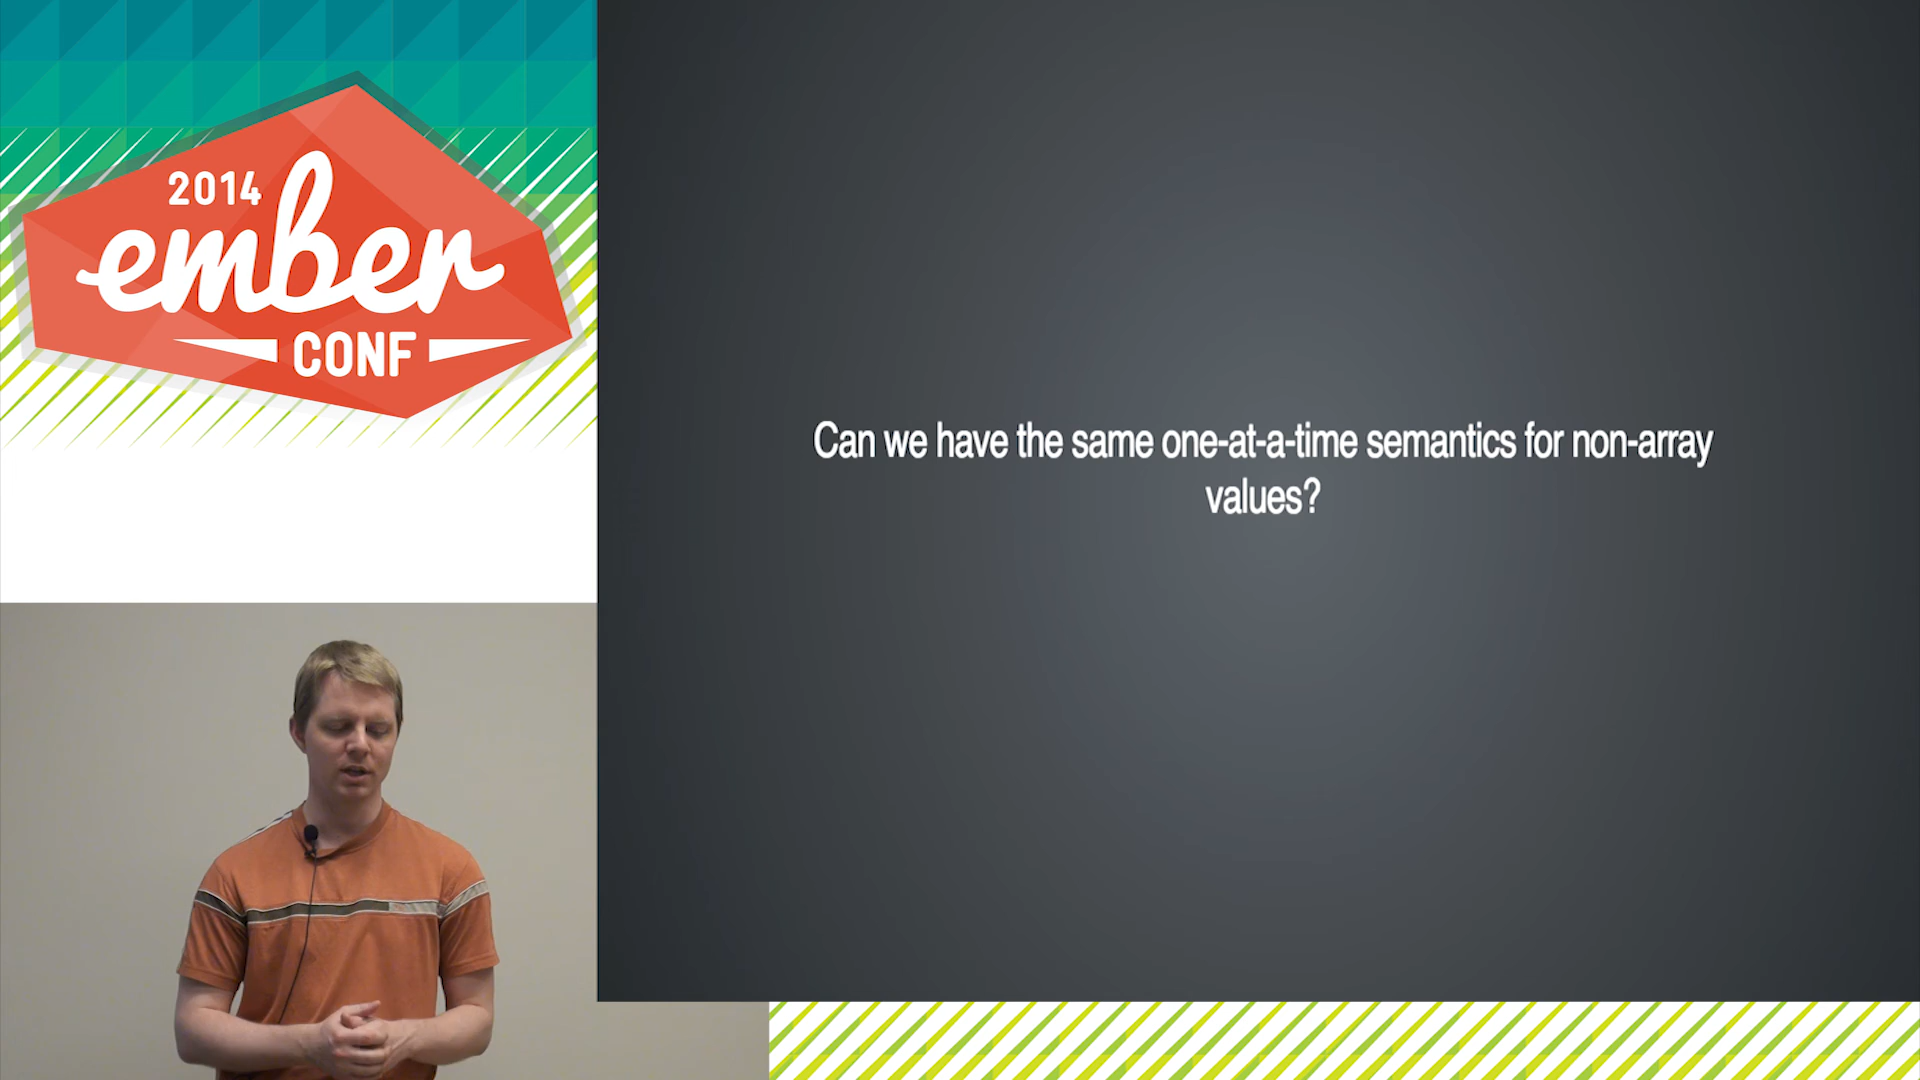 2014
ember
CONF
Can we have the same one-at-a-time semantics for non-array
values?